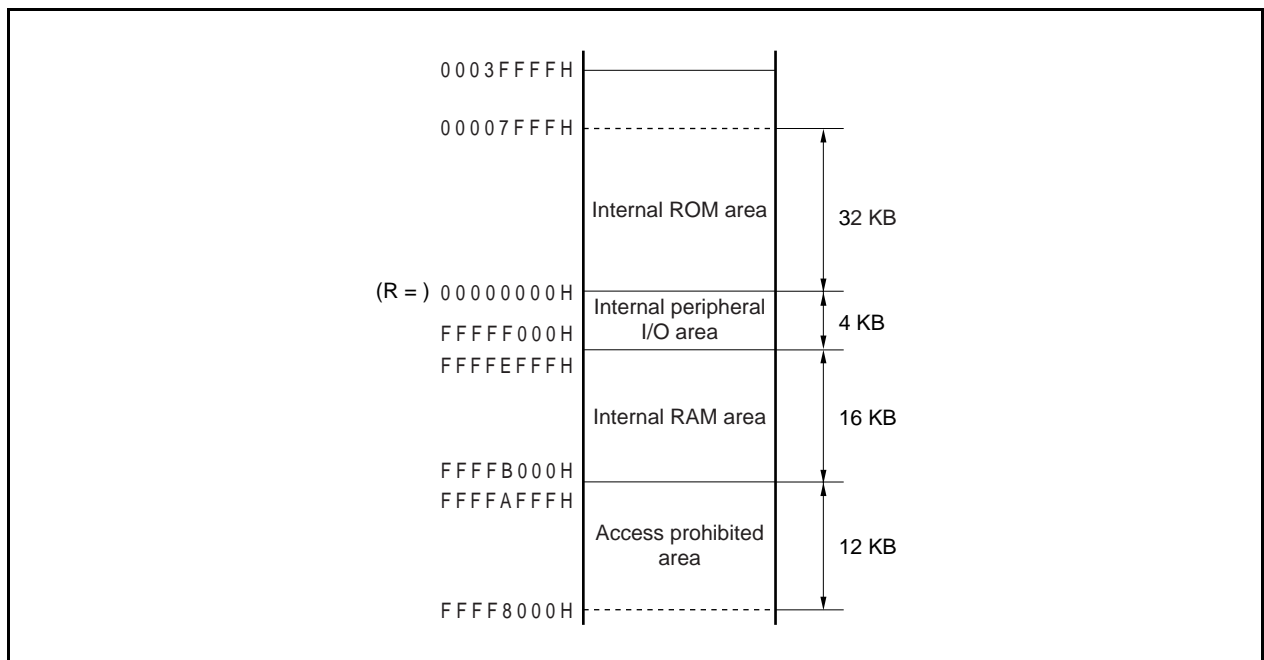 0003FFFFH
00007FFFH
Internal ROM area
32 KB
(R = ) 00000000H
Internal peripheral
I/O area
4 KB
FFFFF000H
FFFFEFFFH
Internal RAM area
16 KB
FFFFB000H
FFFFAFFFH
Access prohibited
area
12 KB
FFFF8000H